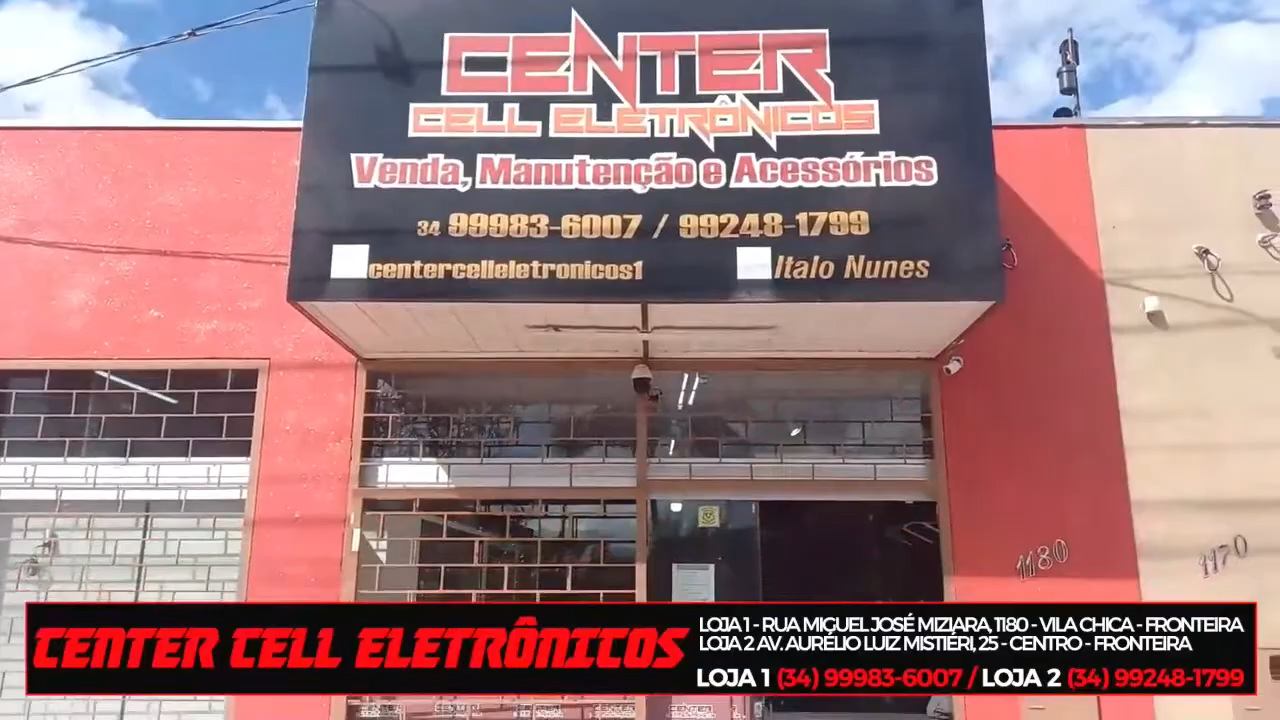 CENTER
CELL ELETRÔNICOS
Venda, Manutenção e Acessórios
34 99983-6007 / 99248-1799
centercelleletronicos1
Italo Nunes
1180
1170
CENTER CELL ELETRÔNICOS
LOJA 1 - RUA MIGUEL JOSÉ MIZIARA, 1180 - VILA CHICA - FRONTEIRA
LOJA 2 AV. AURÉLIO LUIZ MISTIÉRI, 25 - CENTRO - FRONTEIRA
LOJA 1 (34) 99983-6007 / LOJA 2 (34) 99248-1799